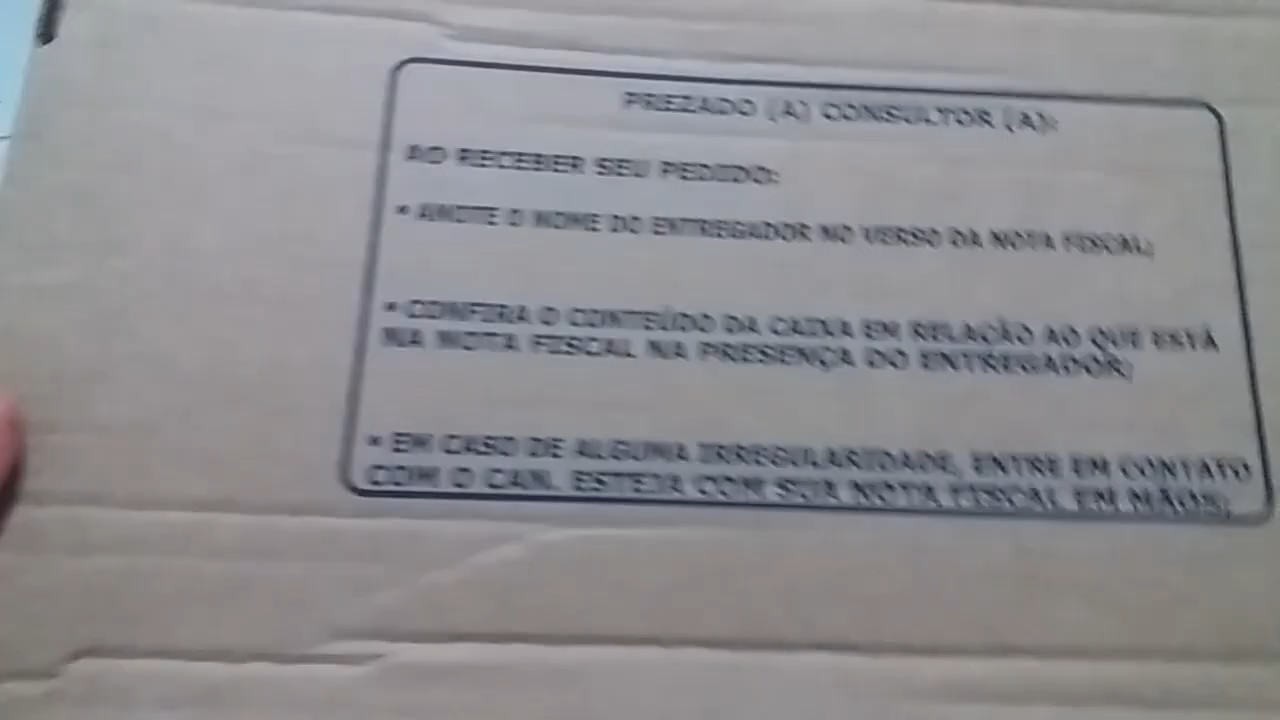 PREZADO (A) CONSULTOR (A):
AO RECEBER SEU PEDIDO:
• ANOTE O NOME DO ENTREGADOR NO VERSO DA NOTA FISCAL;
• CONFIRA O CONTEÚDO DA CAIXA EM RELAÇÃO AO QUE ESTÁ
NA NOTA FISCAL NA PRESENÇA DO ENTREGADOR;
• EM CASO DE ALGUMA IRREGULARIDADE, ENTRE EM CONTATO
COM O CAN. ESTEJA COM SUA NOTA FISCAL EM MÃOS;